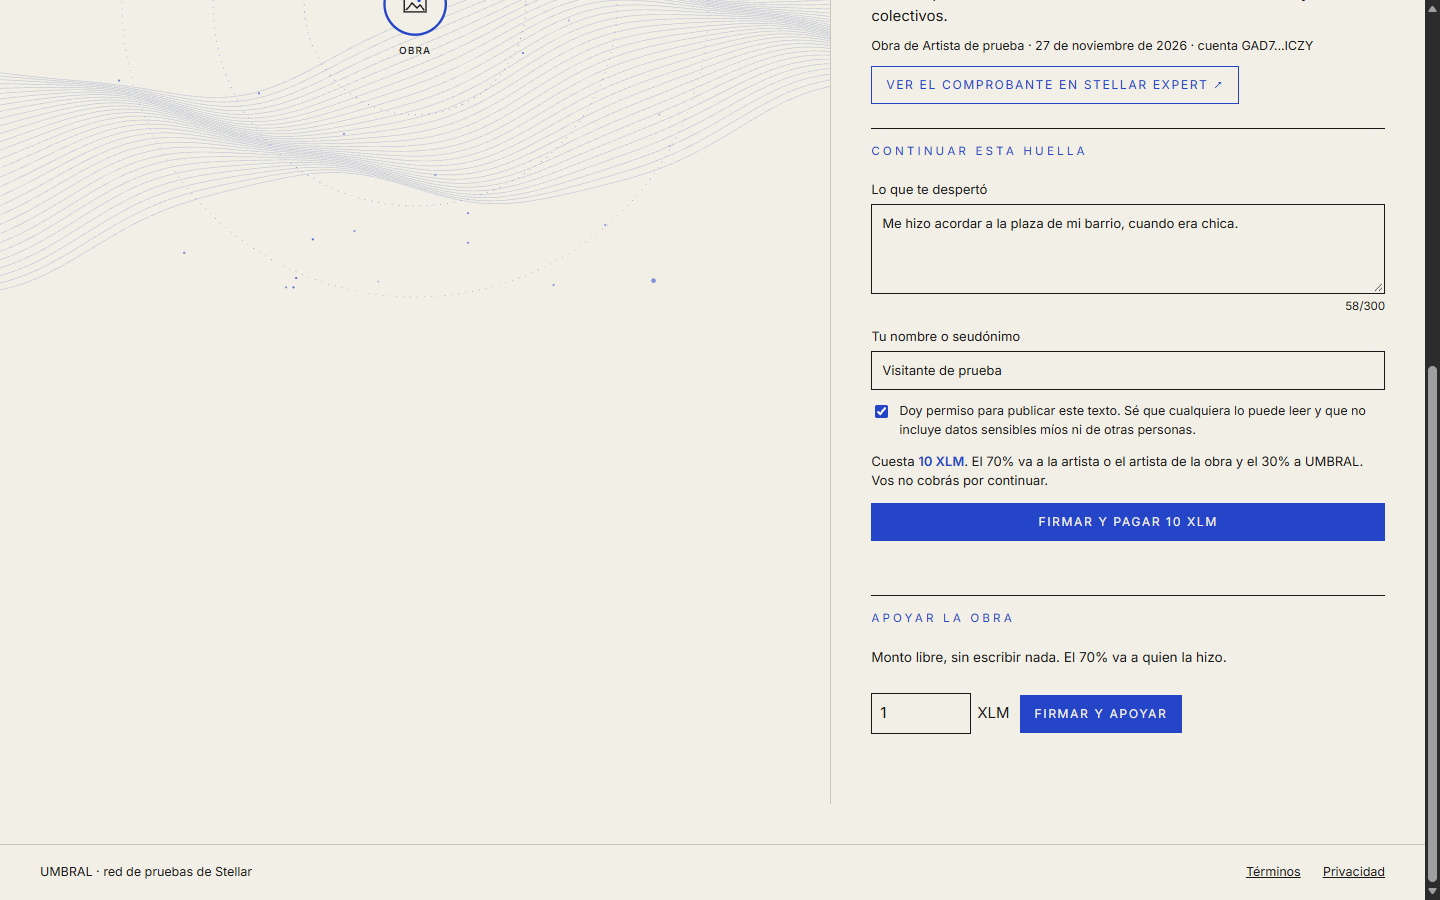 OBRA
colectivos.
Obra de Artista de prueba · 27 de noviembre de 2026 · cuenta GAD7...ICZY
VER EL COMPROBANTE EN STELLAR EXPERT ↗
CONTINUAR ESTA HUELLA
Lo que te despertó
Me hizo acordar a la plaza de mi barrio, cuando era chica.
58/300
Tu nombre o seudónimo
Visitante de prueba
Doy permiso para publicar este texto. Sé que cualquiera lo puede leer y que no
incluye datos sensibles míos ni de otras personas.
Cuesta 10 XLM. El 70% va a la artista o el artista de la obra y el 30% a UMBRAL.
Vos no cobrás por continuar.
FIRMAR Y PAGAR 10 XLM
APOYAR LA OBRA
Monto libre, sin escribir nada. El 70% va a quien la hizo.
1 XLM FIRMAR Y APOYAR
UMBRAL · red de pruebas de Stellar
Términos Privacidad